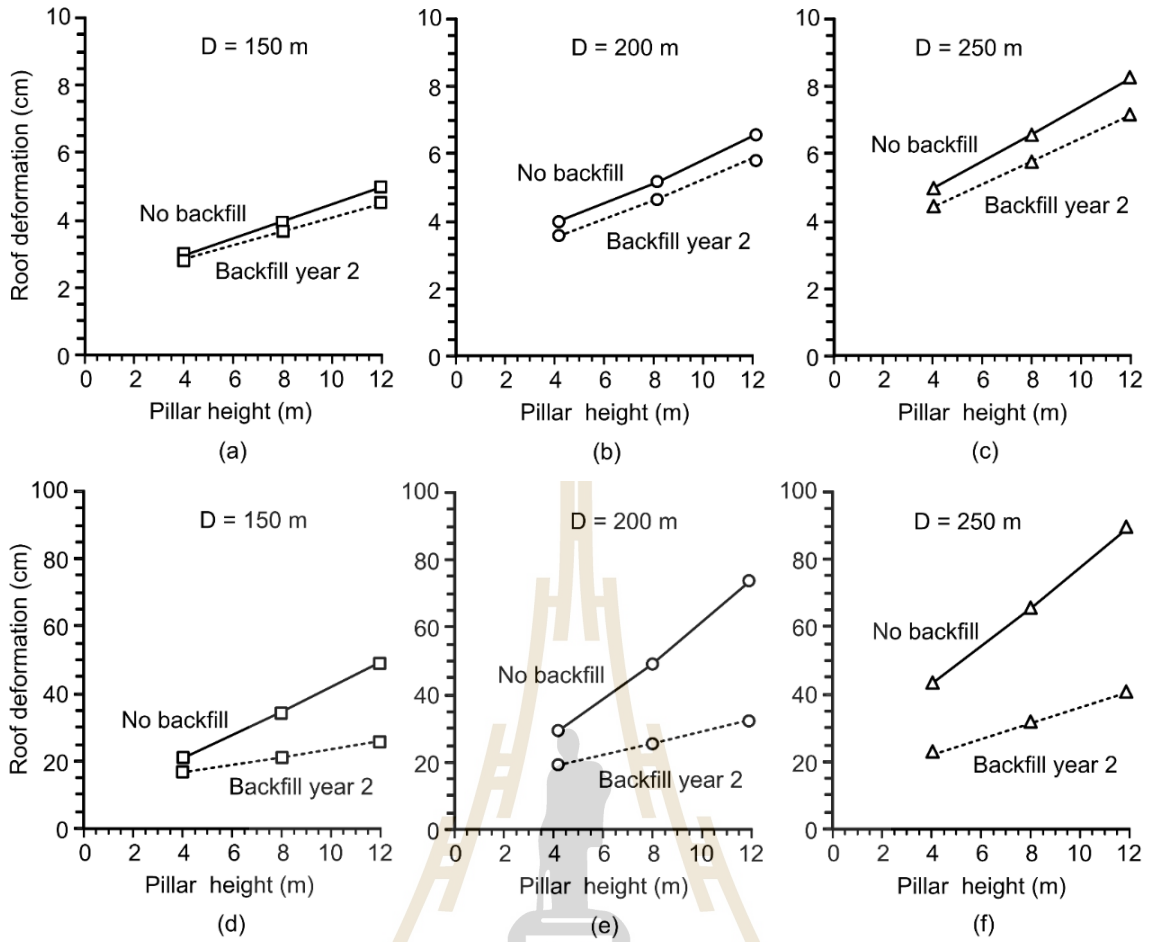 D = 150 m
10
8
6
4
2
0
Roof deformation (cm)
No backfill
Backfill year 2
0 2 4 6 8 10 12
Pillar height (m)
(a)
D = 200 m
10
8
6
4
2
0
No backfill
Backfill year 2
0 2 4 6 8 10 12
Pillar height (m)
(b)
D = 250 m
10
8
6
4
2
0
No backfill
Backfill year 2
0 2 4 6 8 10 12
Pillar height (m)
(c)
D = 150 m
100
80
60
40
20
0
Roof deformation (cm)
No backfill
Backfill year 2
0 2 4 6 8 10 12
Pillar height (m)
(d)
D = 200 m
100
80
60
40
20
0
No backfill
Backfill year 2
0 2 4 6 8 10 12
Pillar height (m)
(e)
D = 250 m
100
80
60
40
20
0
No backfill
Backfill year 2
0 2 4 6 8 10 12
Pillar height (m)
(f)